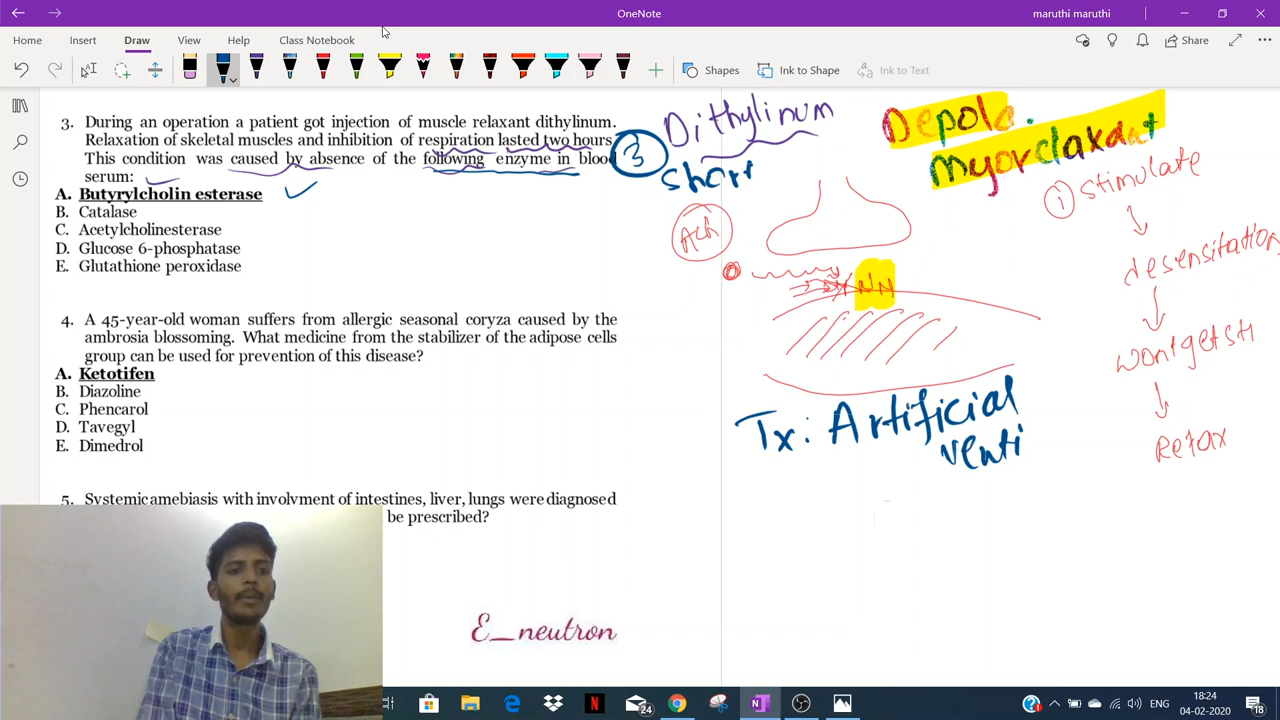 OneNote
maruthi maruthi
Home Insert Draw View Help Class Notebook
Share
Shapes Ink to Shape Ink to Text
3. During an operation a patient got injection of muscle relaxant dithylinum.
Relaxation of skeletal muscles and inhibition of respiration lasted two hours.
This condition was caused by absence of the following enzyme in blood
serum:
A. Butyrylcholin esterase
B. Catalase
C. Acetylcholinesterase
D. Glucose 6-phosphatase
E. Glutathione peroxidase
4. A 45-year-old woman suffers from allergic seasonal coryza caused by the
ambrosia blossoming. What medicine from the stabilizer of the adipose cells
group can be used for prevention of this disease?
A. Ketotifen
B. Diazoline
C. Phencarol
D. Tavegyl
E. Dimedrol
5. Systemic amebiasis with involvment of intestines, liver, lungs were diagnosed
be prescribed?
E_neutron
3
Dithylinum
short
Depola.
myorelaxant
Ach
N N
i stimulate
desensitation
wont get sti
Relax
Tx: Artificial
venti
24
ENG
18:24
04-02-2020
18